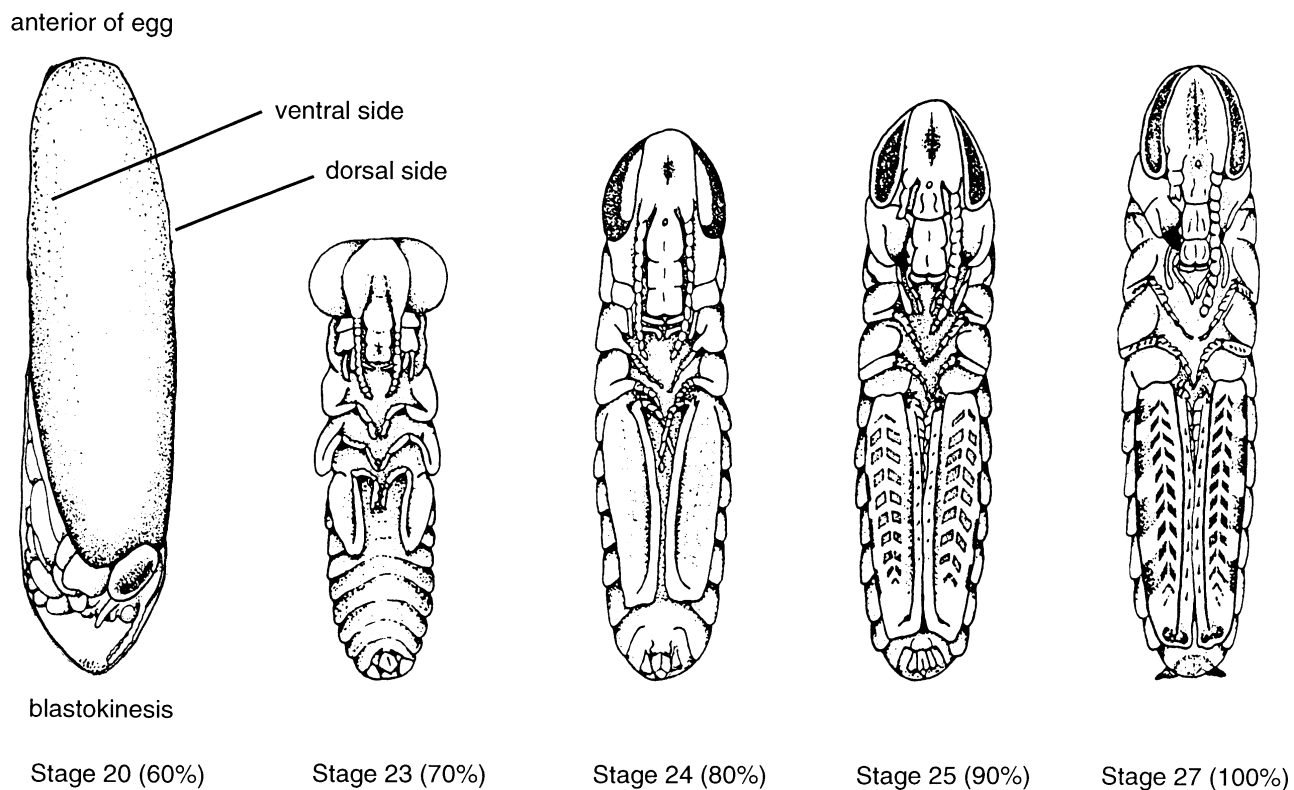 anterior of egg
ventral side
dorsal side
blastokinesis
Stage 20 (60%)
Stage 23 (70%)
Stage 24 (80%)
Stage 25 (90%)
Stage 27 (100%)